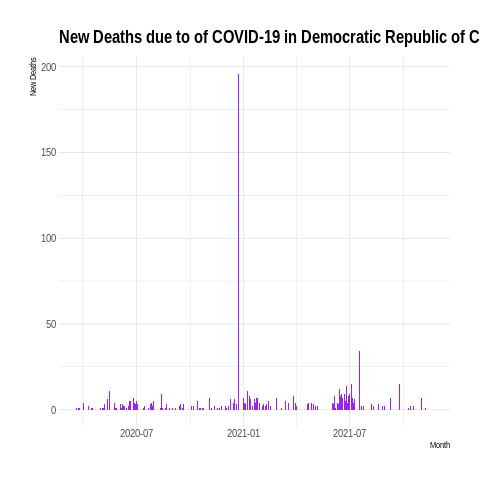 New Deaths due to of COVID-19 in Democratic Republic of C
New Deaths
200
150
100
50
0
2020-07 2021-01 2021-07
Month